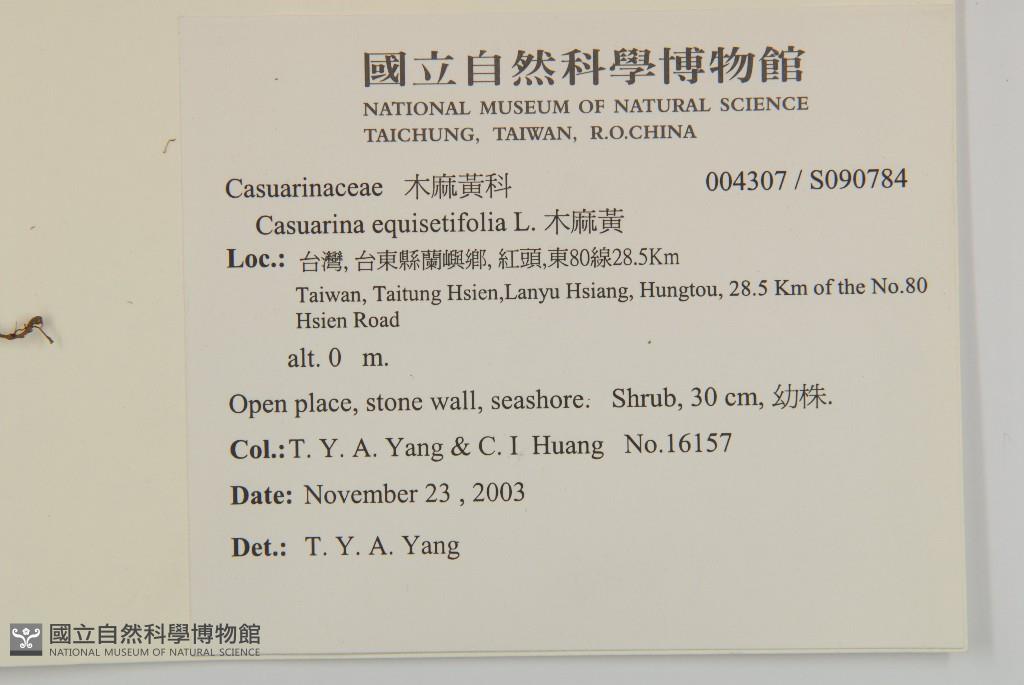 國立自然科學博物館
NATIONAL MUSEUM OF NATURAL SCIENCE
TAICHUNG, TAIWAN, R.O.CHINA
Casuarinaceae 木麻黃科 004307 / S090784
Casuarina equisetifolia L. 木麻黃
Loc.: 台灣, 台東縣蘭嶼鄉, 紅頭,東80線28.5Km
Taiwan, Taitung Hsien,Lanyu Hsiang, Hungtou, 28.5 Km of the No.80
Hsien Road
alt. 0 m.
Open place, stone wall, seashore. Shrub, 30 cm, 幼株.
Col.: T. Y. A. Yang & C. I Huang No.16157
Date: November 23 , 2003
Det.: T. Y. A. Yang
國立自然科學博物館
NATIONAL MUSEUM OF NATURAL SCIENCE